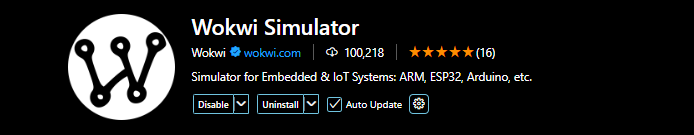 Wokwi Simulator
Wokwi wokwi.com 100,218 (16)
Simulator for Embedded & IoT Systems: ARM, ESP32, Arduino, etc.
Disable Uninstall Auto Update